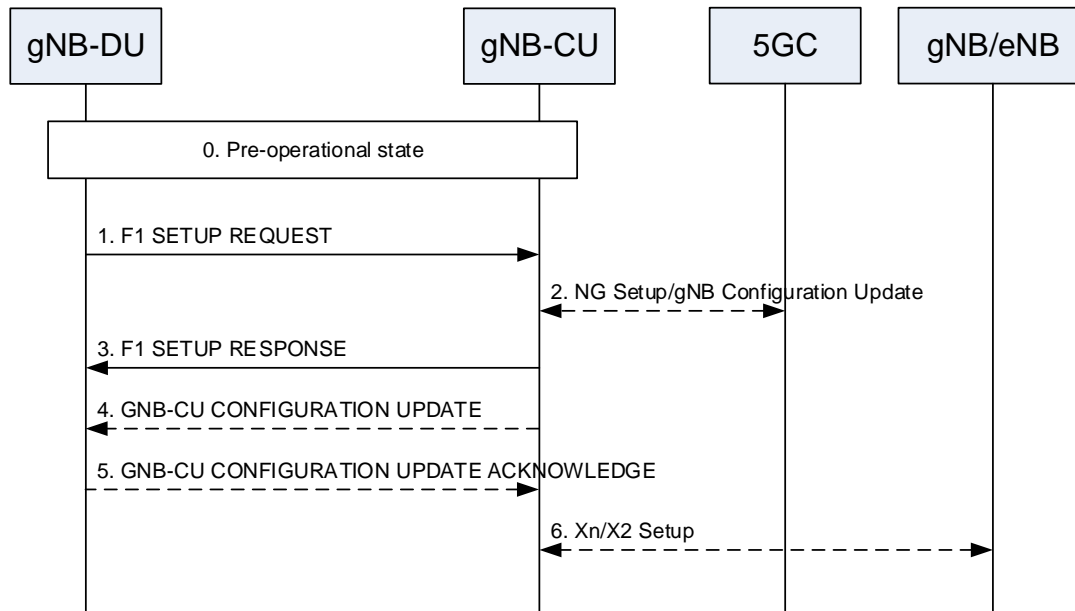 gNB-DU
gNB-CU
5GC
gNB/eNB
0. Pre-operational state
1. F1 SETUP REQUEST
2. NG Setup/gNB Configuration Update
3. F1 SETUP RESPONSE
4. GNB-CU CONFIGURATION UPDATE
5. GNB-CU CONFIGURATION UPDATE ACKNOWLEDGE
6. Xn/X2 Setup